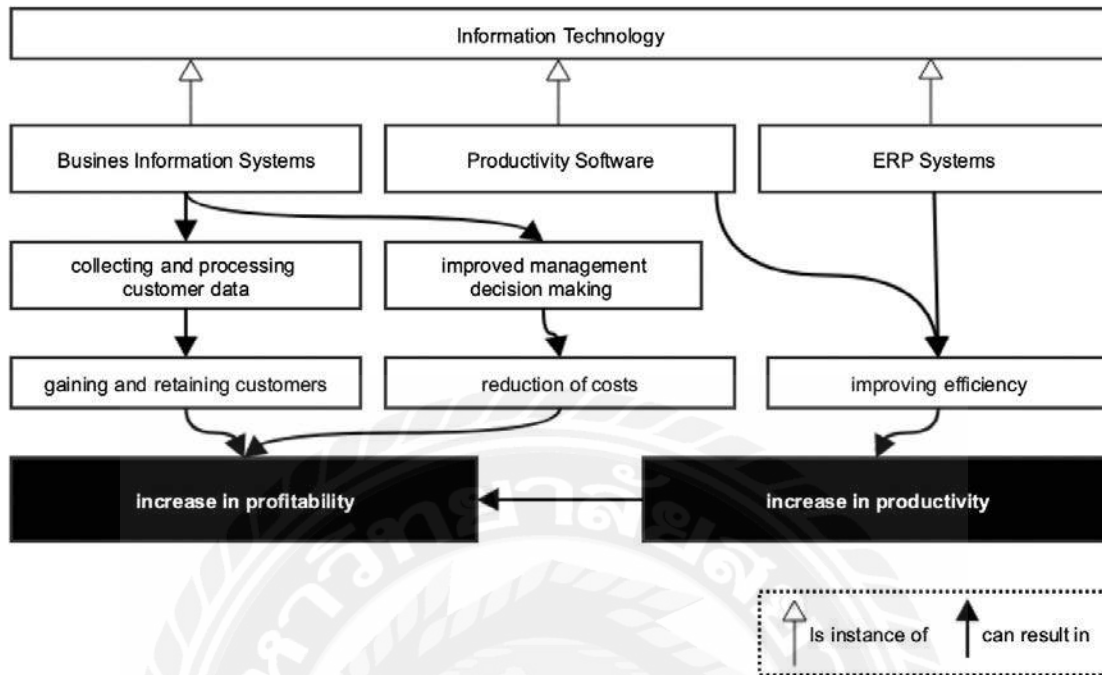 Information Technology
Busines Information Systems
Productivity Software
ERP Systems
collecting and processing
customer data
improved management
decision making
gaining and retaining customers
reduction of costs
improving efficiency
increase in profitability
increase in productivity
Is instance of
can result in